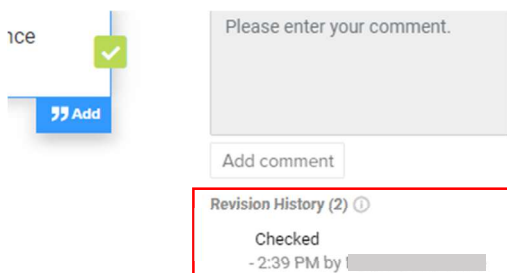 nce
Please enter your comment.
Add
Add comment
Revision History (2)
Checked
- 2:39 PM by